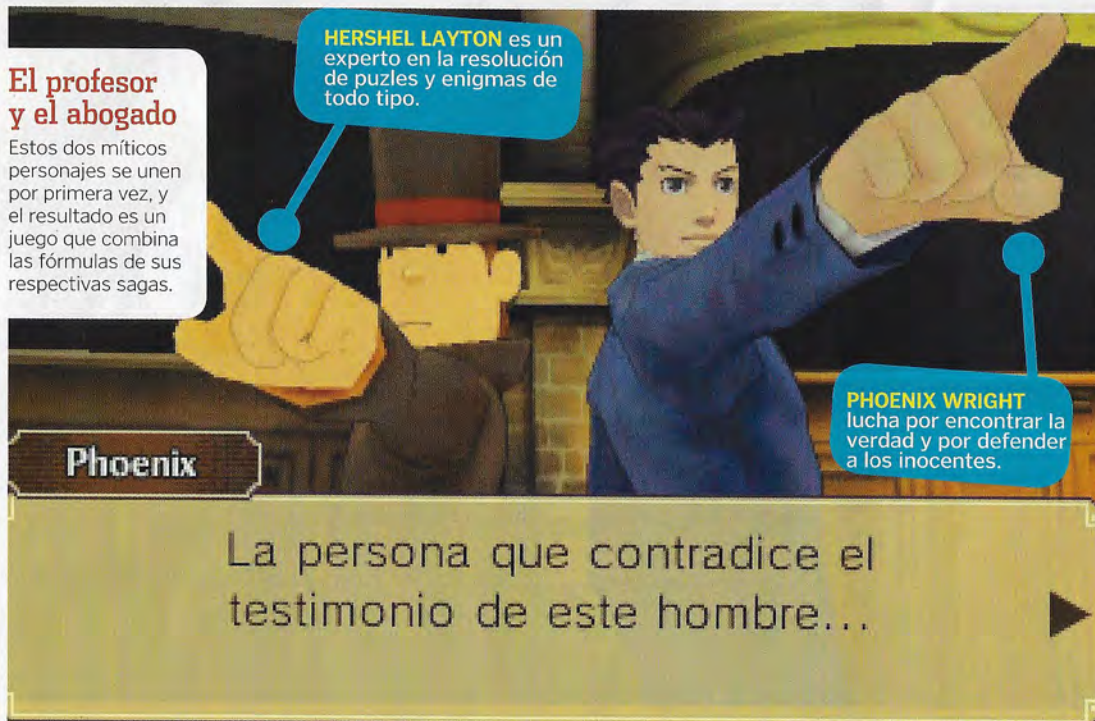 El profesor
y el abogado
Estos dos míticos
personajes se unen
por primera vez, y
el resultado es un
juego que combina
las fórmulas de sus
respectivas sagas.
HERSHEL LAYTON es un
experto en la resolución
de puzles y enigmas de
todo tipo.
PHOENIX WRIGHT
lucha por encontrar la
verdad y por defender
a los inocentes.
Phoenix
La persona que contradice el
testimonio de este hombre...